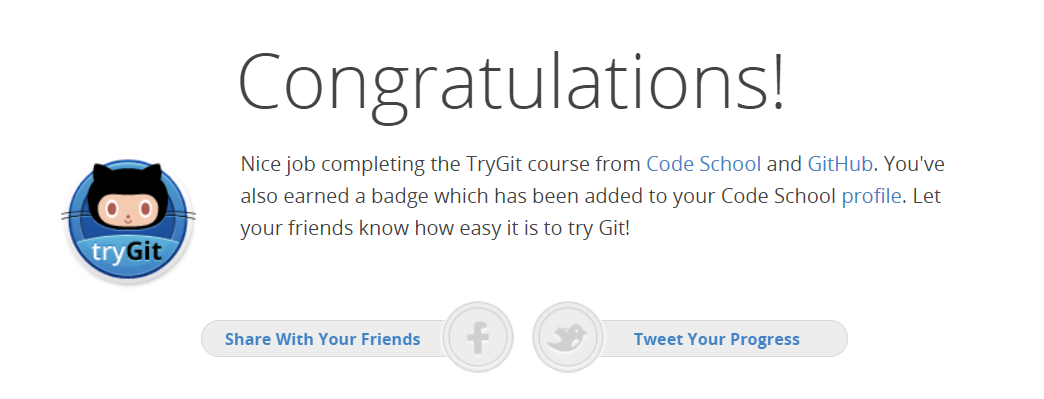 Congratulations!
Nice job completing the TryGit course from Code School and GitHub. You've
also earned a badge which has been added to your Code School profile. Let
your friends know how easy it is to try Git!
tryGit
Share With Your Friends
Tweet Your Progress